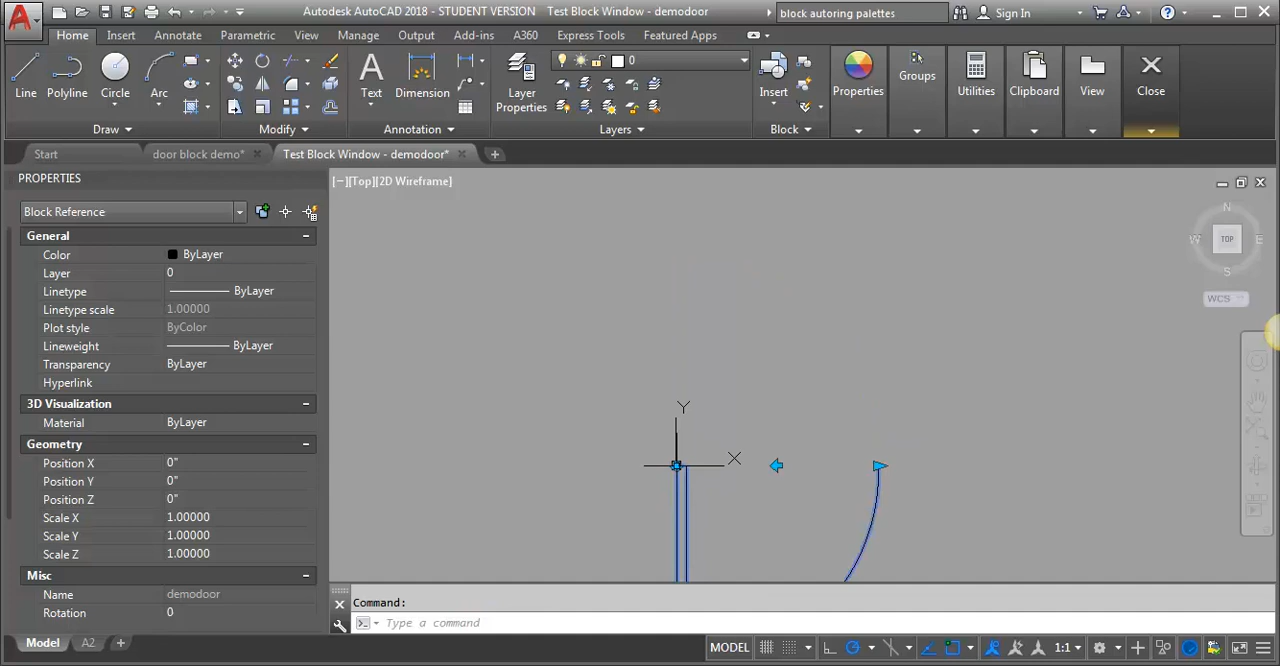 Autodesk AutoCAD 2018 - STUDENT VERSION Test Block Window - demodoor
block autoring palettes
Sign In
Home Insert Annotate Parametric View Manage Output Add-ins A360 Express Tools Featured Apps
Line Polyline Circle Arc
Text Dimension
Layer Properties
0
Insert
Properties
Groups
Utilities
Clipboard
View
Close
Draw
Modify
Annotation
Layers
Block
Start
door block demo*
Test Block Window - demodoor*
PROPERTIES
[−][Top][2D Wireframe]
Block Reference
General
Color ByLayer
Layer 0
Linetype ByLayer
Linetype scale 1.00000
Plot style ByColor
Lineweight ByLayer
Transparency ByLayer
Hyperlink
3D Visualization
Material ByLayer
Geometry
Position X 0"
Position Y 0"
Position Z 0"
Scale X 1.00000
Scale Y 1.00000
Scale Z 1.00000
Misc
Name demodoor
Rotation 0
N
W TOP E
S
WCS
Y
X
Command:
Type a command
Model A2
MODEL
1:1